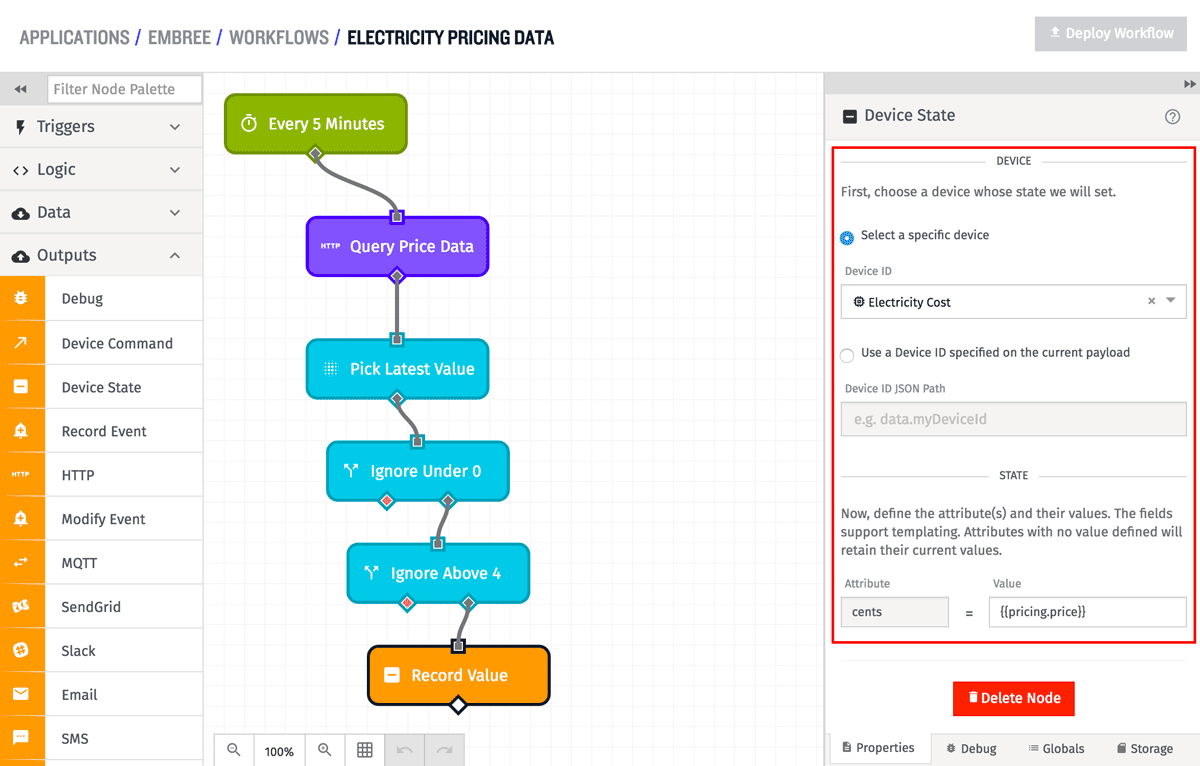 APPLICATIONS / EMBREE / WORKFLOWS / ELECTRICITY PRICING DATA
Deploy Workflow
Filter Node Palette
Triggers
Logic
Data
Outputs
Debug
Device Command
Device State
Record Event
HTTP
HTTP
Modify Event
MQTT
SendGrid
Slack
Email
SMS
Every 5 Minutes
HTTP
Query Price Data
Pick Latest Value
Ignore Under 0
Ignore Above 4
Record Value
100%
Device State
DEVICE
First, choose a device whose state we will set.
Select a specific device
Device ID
Electricity Cost
Use a Device ID specified on the current payload
Device ID JSON Path
e.g. data.myDeviceId
STATE
Now, define the attribute(s) and their values. The fields
support templating. Attributes with no value defined will
retain their current values.
Attribute Value
cents = {{pricing.price}}
Delete Node
Properties Debug Globals Storage